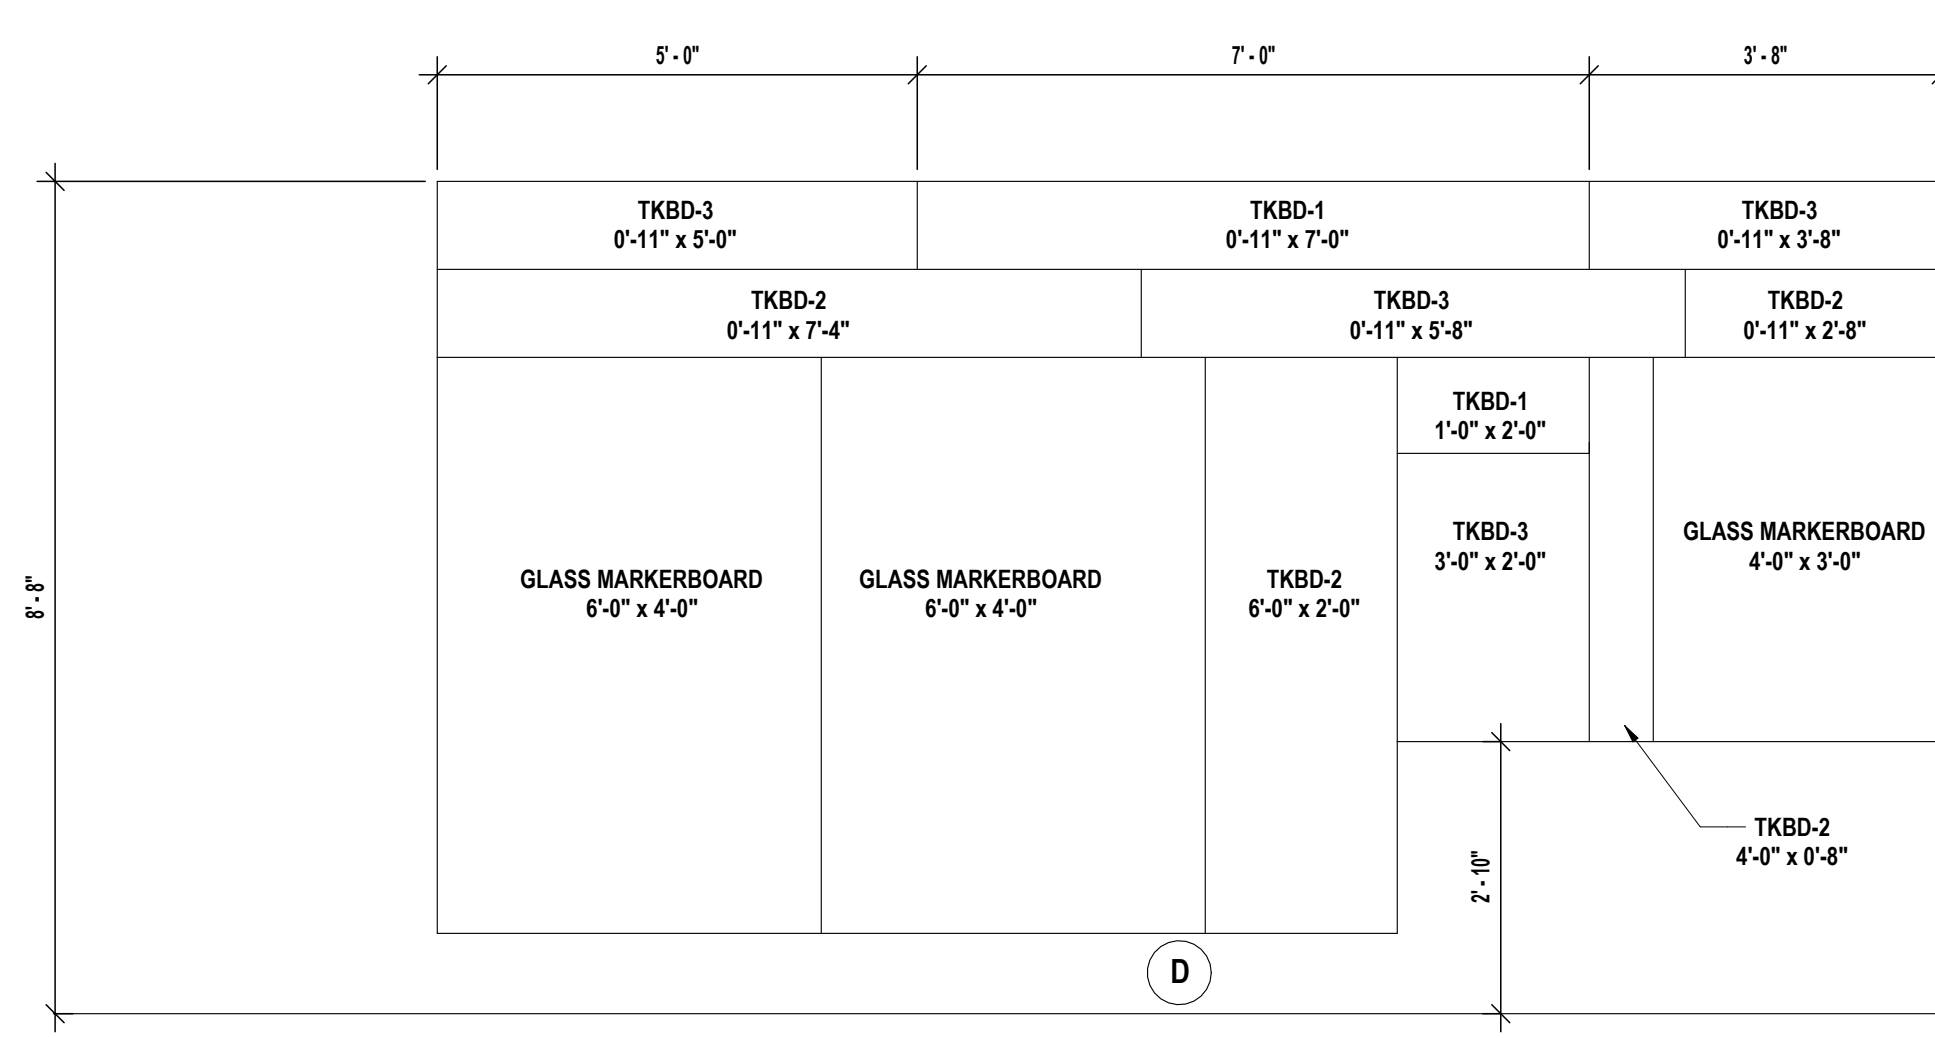 5' - 0"
7' - 0"
3' - 8"
TKBD-3
0'-11" x 5'-0"
TKBD-1
0'-11" x 7'-0"
TKBD-3
0'-11" x 3'-8"
TKBD-2
0'-11" x 7'-4"
TKBD-3
0'-11" x 5'-8"
TKBD-2
0'-11" x 2'-8"
8' - 8"
GLASS MARKERBOARD
6'-0" x 4'-0"
GLASS MARKERBOARD
6'-0" x 4'-0"
TKBD-2
6'-0" x 2'-0"
TKBD-1
1'-0" x 2'-0"
TKBD-3
3'-0" x 2'-0"
GLASS MARKERBOARD
4'-0" x 3'-0"
TKBD-2
4'-0" x 0'-8"
2' - 10"
D